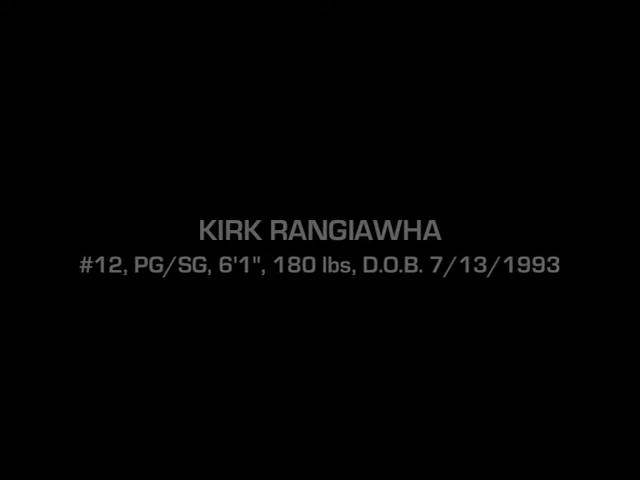 KIRK RANGIAWHA
#12, PG/SG, 6'1", 180 lbs, D.O.B. 7/13/1993